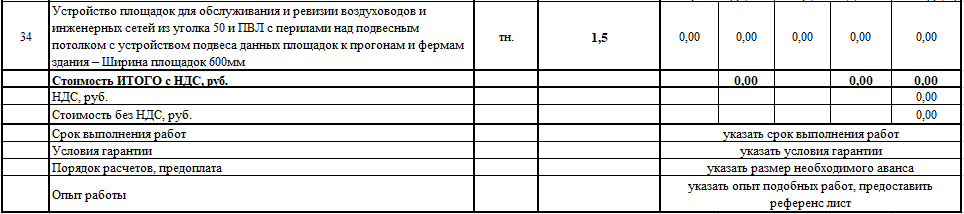 Устройство площадок для обслуживания и ревизии воздуховодов и
инженерных сетей из уголка 50 и ПВЛ с перилами над подвесным
34 потолком с устройством подвеса данных площадок к прогонам и фермам тн. 1,5 0,00 0,00 0,00 0,00 0,00
здания – Ширина площадок 600мм
Стоимость ИТОГО с НДС, руб. 0,00 0,00 0,00
НДС, руб. 0,00
Стоимость без НДС, руб. 0,00
Срок выполнения работ указать срок выполнения работ
Условия гарантии указать условия гарантии
Порядок расчетов, предоплата указать размер необходимого аванса
Опыт работы указать опыт подобных работ, предоставить
референс лист